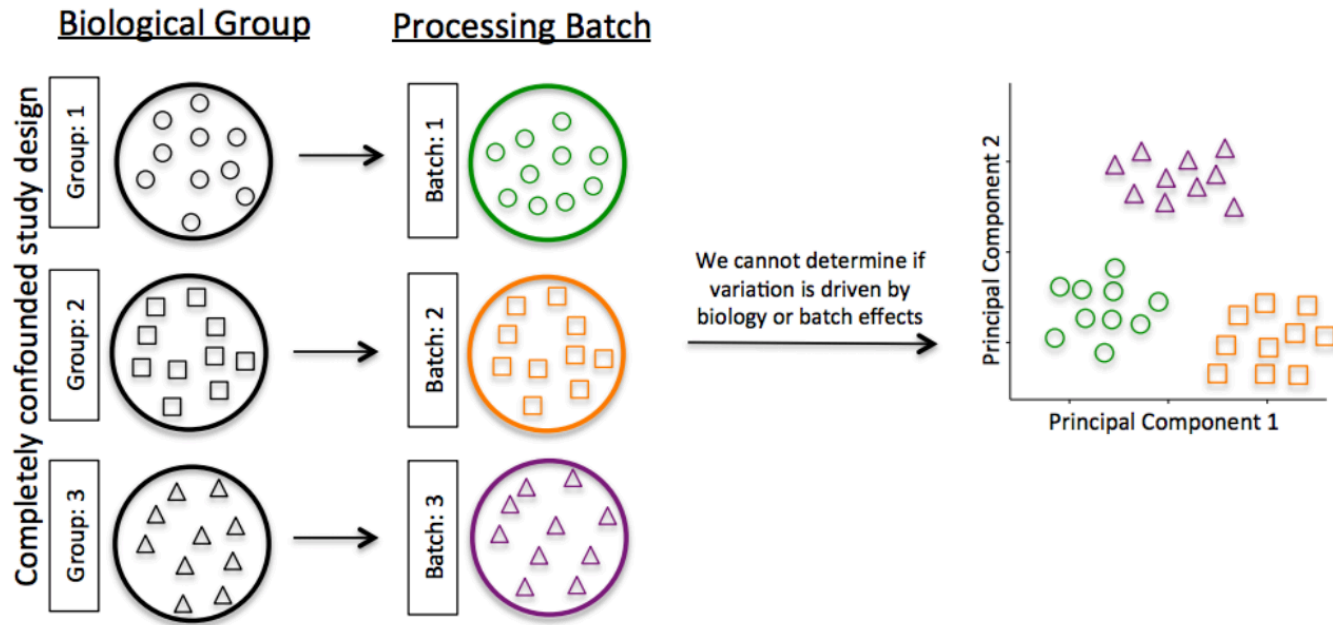 Biological Group
Processing Batch
Completely confounded study design
Group: 1
Batch: 1
Group: 2
Batch: 2
Group: 3
Batch: 3
We cannot determine if
variation is driven by
biology or batch effects
Principal Component 2
Principal Component 1